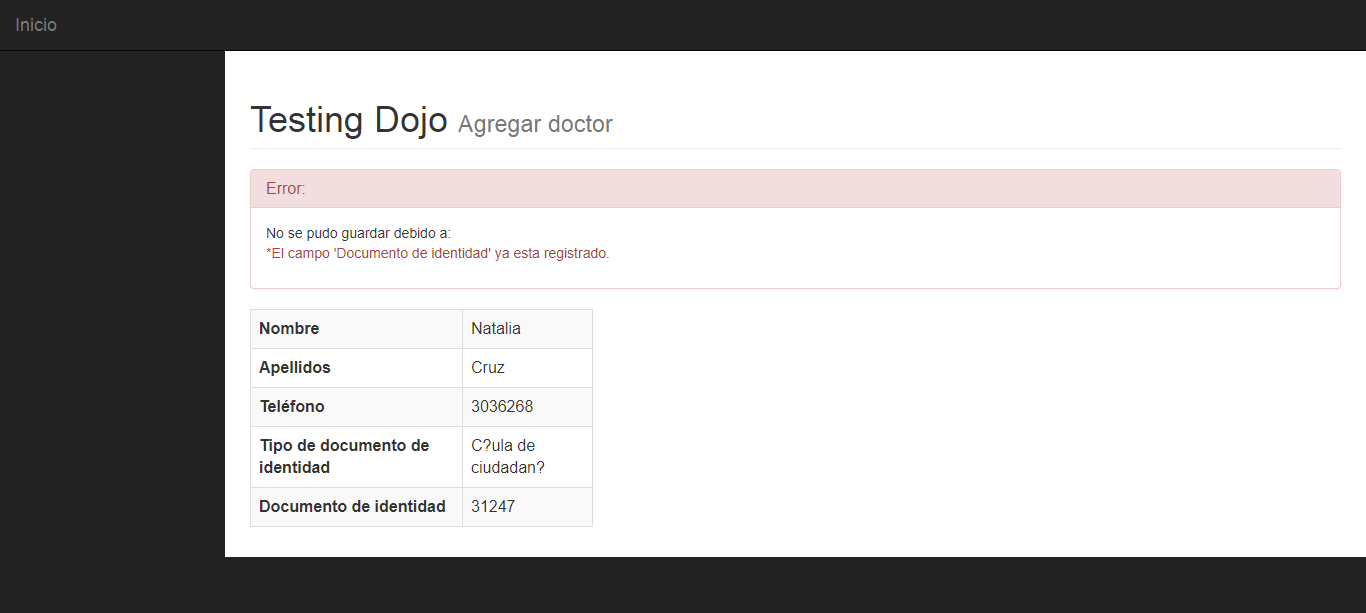 Inicio
Testing Dojo Agregar doctor
Error:
No se pudo guardar debido a:
*El campo 'Documento de identidad' ya esta registrado.
Nombre Natalia
Apellidos Cruz
Teléfono 3036268
Tipo de documento de identidad C?ula de ciudadan?
Documento de identidad 31247